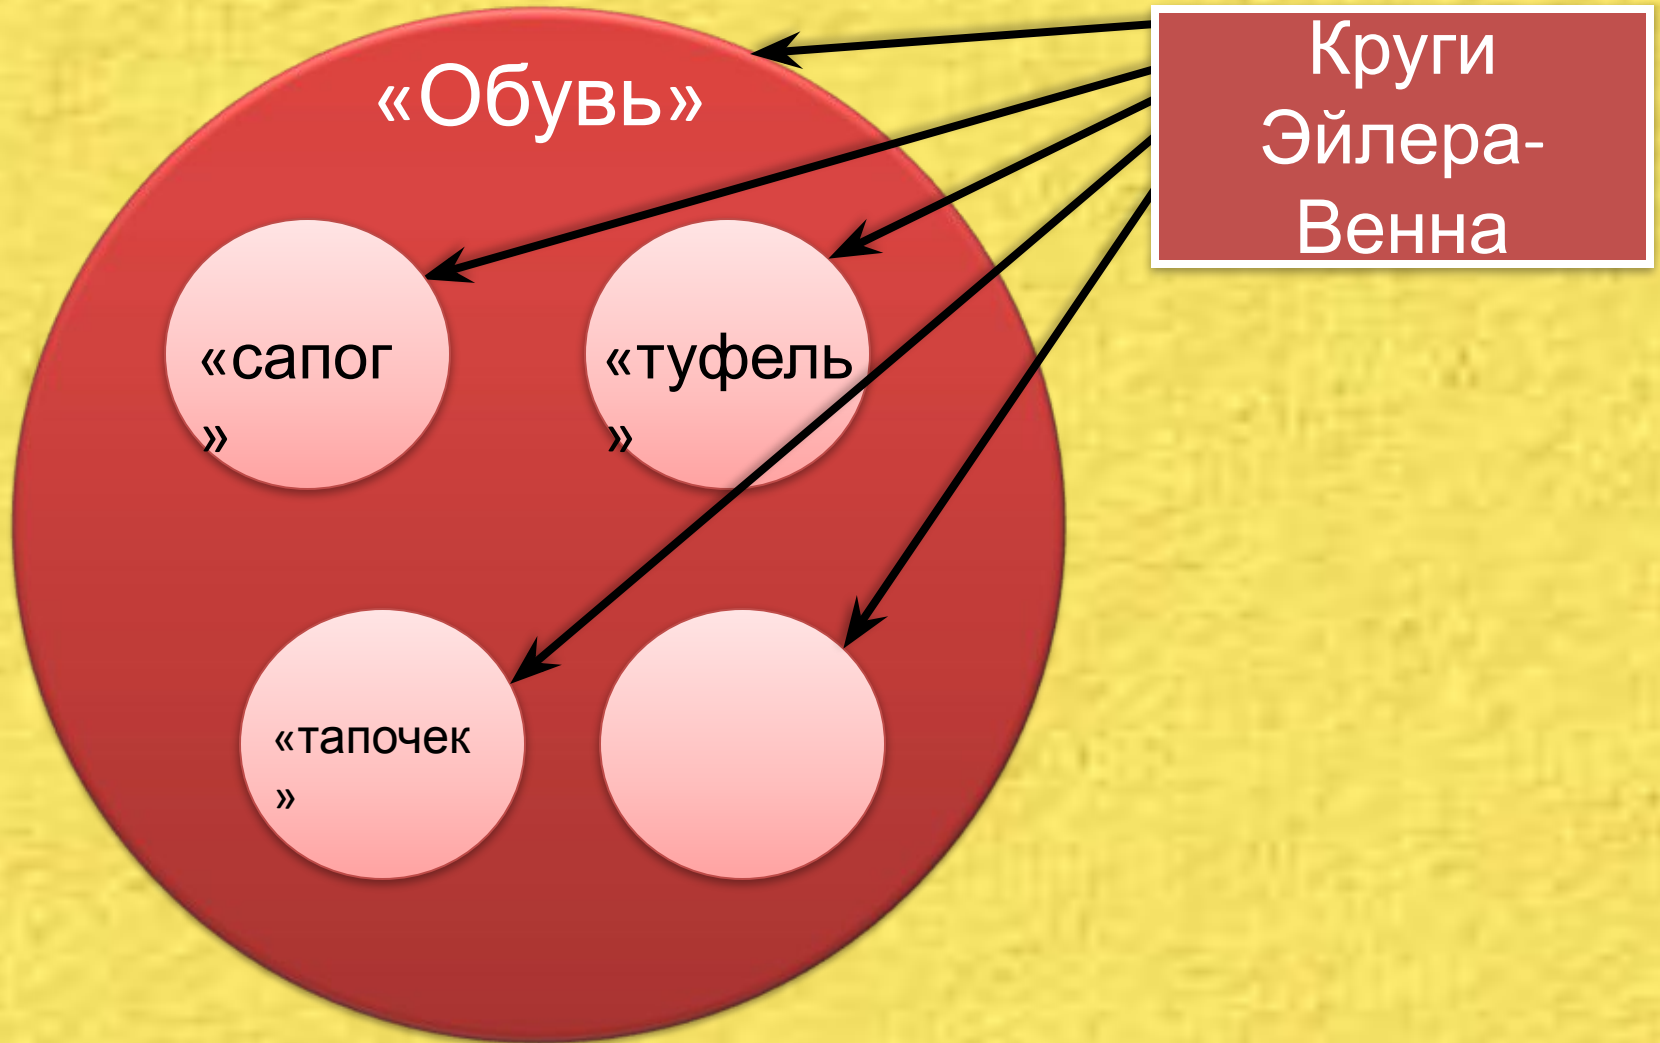 «Обувь»
Круги
Эйлера-
Венна
«сапог
»
«туфель
»
«тапочек
»